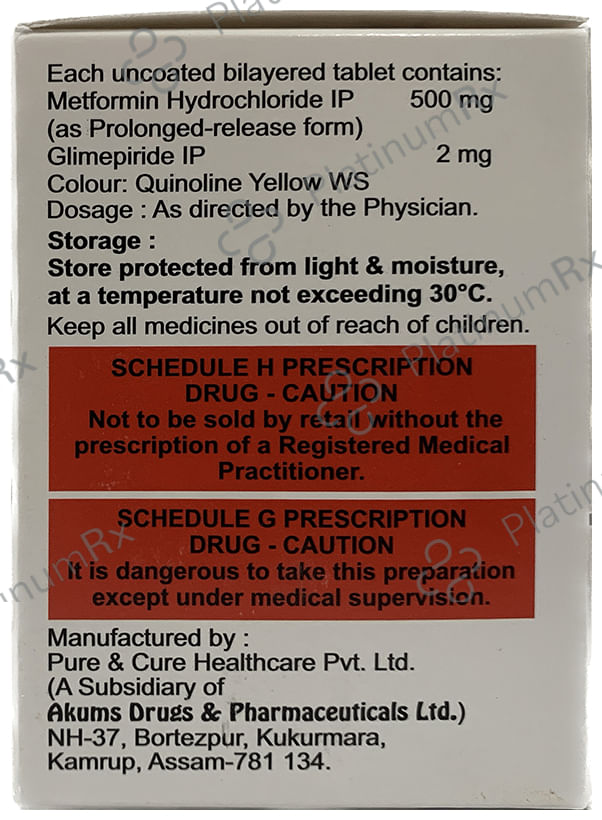 Each uncoated bilayered tablet contains:
Metformin Hydrochloride IP 500 mg
(as Prolonged-release form)
Glimepiride IP 2 mg
Colour: Quinoline Yellow WS
Dosage : As directed by the Physician.
Storage :
Store protected from light & moisture,
at a temperature not exceeding 30°C.
Keep all medicines out of reach of children.
SCHEDULE H PRESCRIPTION
DRUG - CAUTION
Not to be sold by retail without the
prescription of a Registered Medical
Practitioner.
SCHEDULE G PRESCRIPTION
DRUG - CAUTION
It is dangerous to take this preparation
except under medical supervision.
Manufactured by :
Pure & Cure Healthcare Pvt. Ltd.
(A Subsidiary of
Akums Drugs & Pharmaceuticals Ltd.)
NH-37, Bortezpur, Kukurmara,
Kamrup, Assam-781 134.
PlatinumRx
PlatinumRx
PlatinumRx